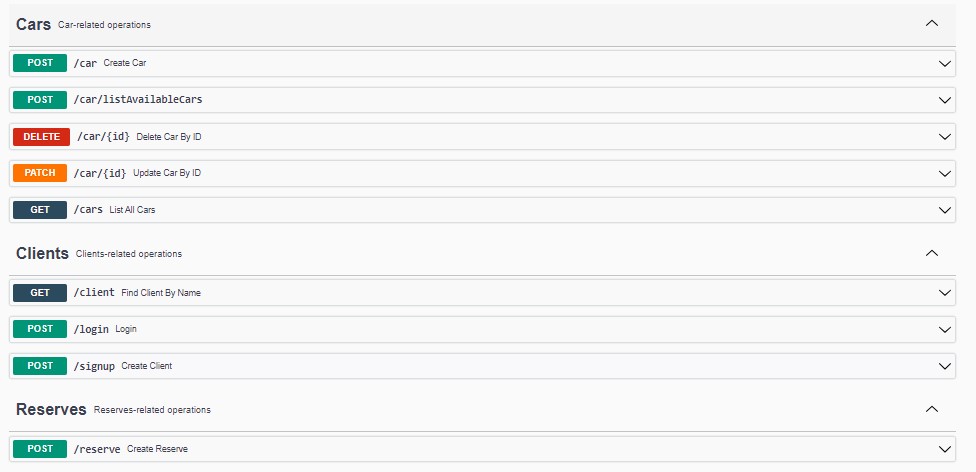 Cars Car-related operations
POST /car Create Car
POST /car/listAvailableCars
DELETE /car/{id} Delete Car By ID
PATCH /car/{id} Update Car By ID
GET /cars List All Cars
Clients Clients-related operations
GET /client Find Client By Name
POST /login Login
POST /signup Create Client
Reserves Reserves-related operations
POST /reserve Create Reserve